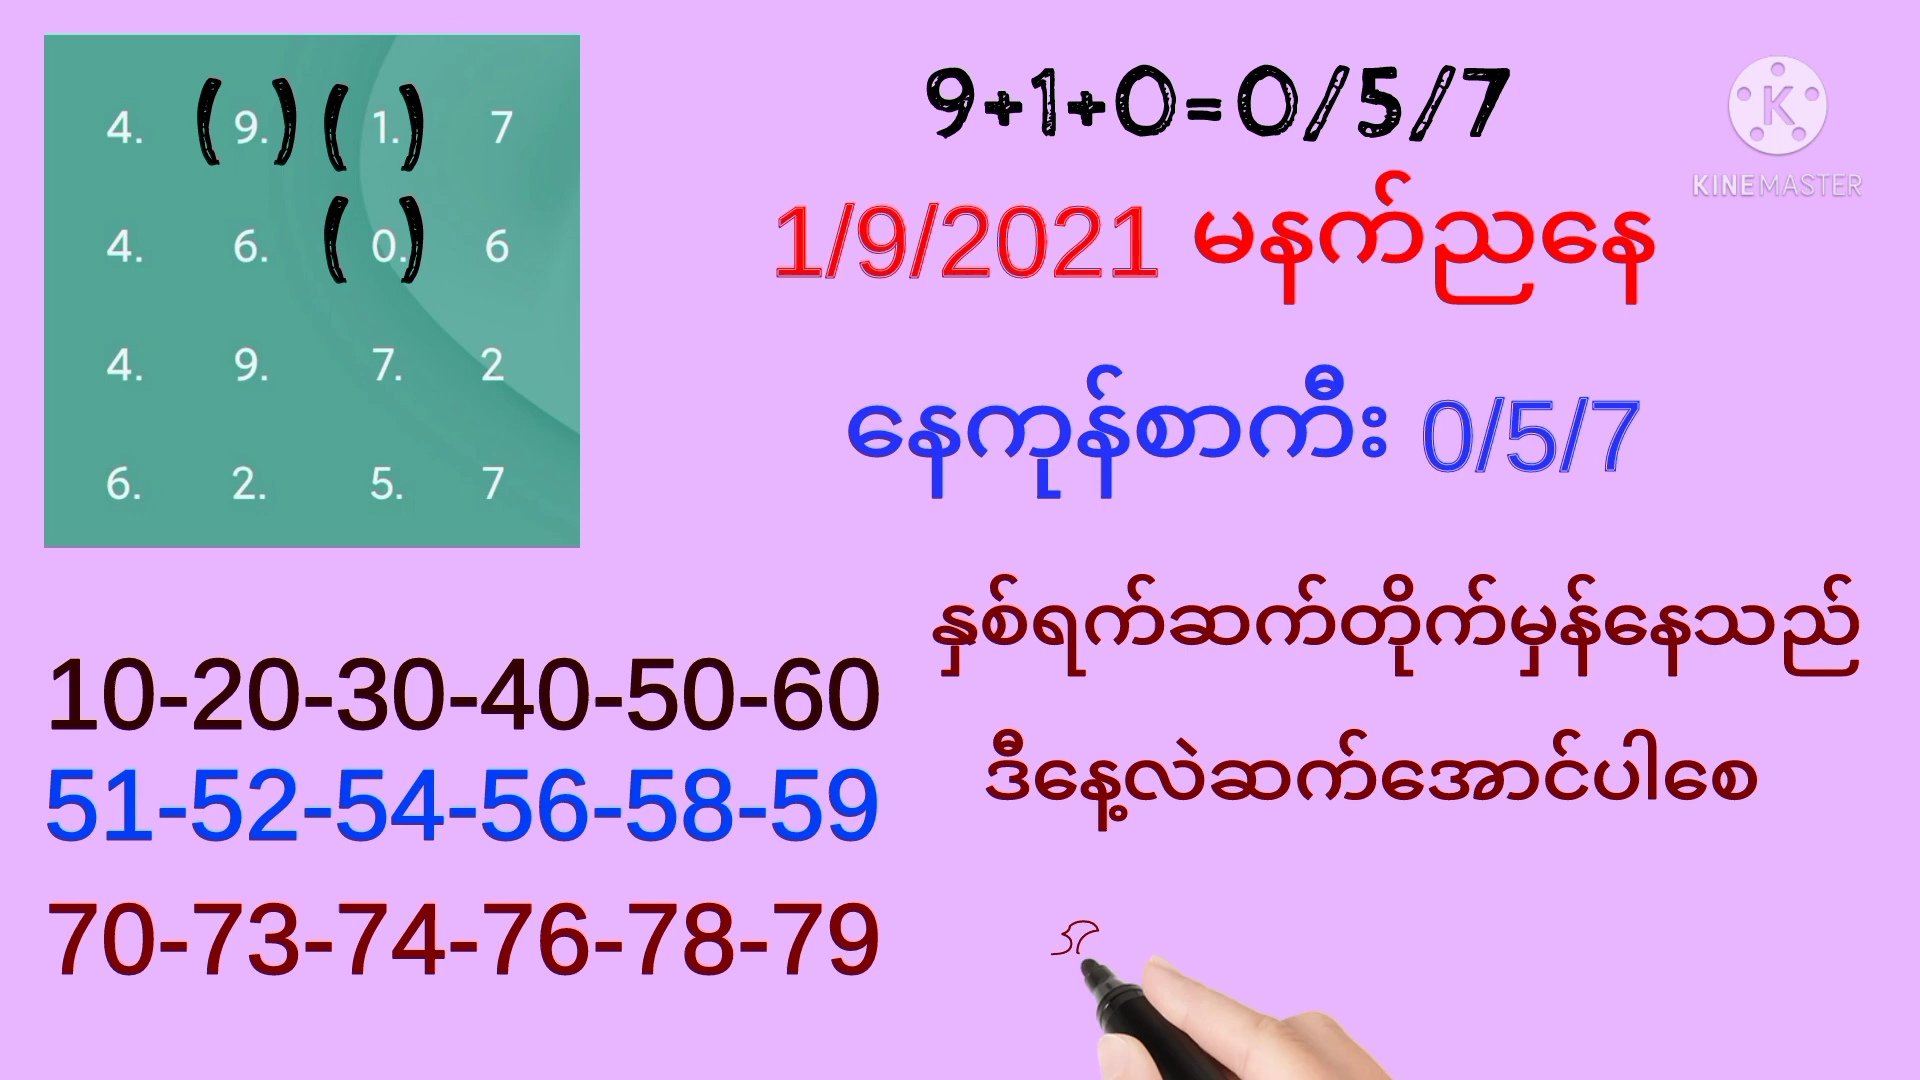 4. ( 9. ) ( 1. ) 7
4. 6. ( 0. ) 6
4. 9. 7. 2
6. 2. 5. 7
9+1+0=0/5/7
KINEMASTER
1/9/2021 မနက်ညနေ
နေကုန်စာကီး 0/5/7
နှစ်ရက်ဆက်တိုက်မှန်နေသည်
ဒီနေ့လဲဆက်အောင်ပါစေ
10-20-30-40-50-60
51-52-54-56-58-59
70-73-74-76-78-79